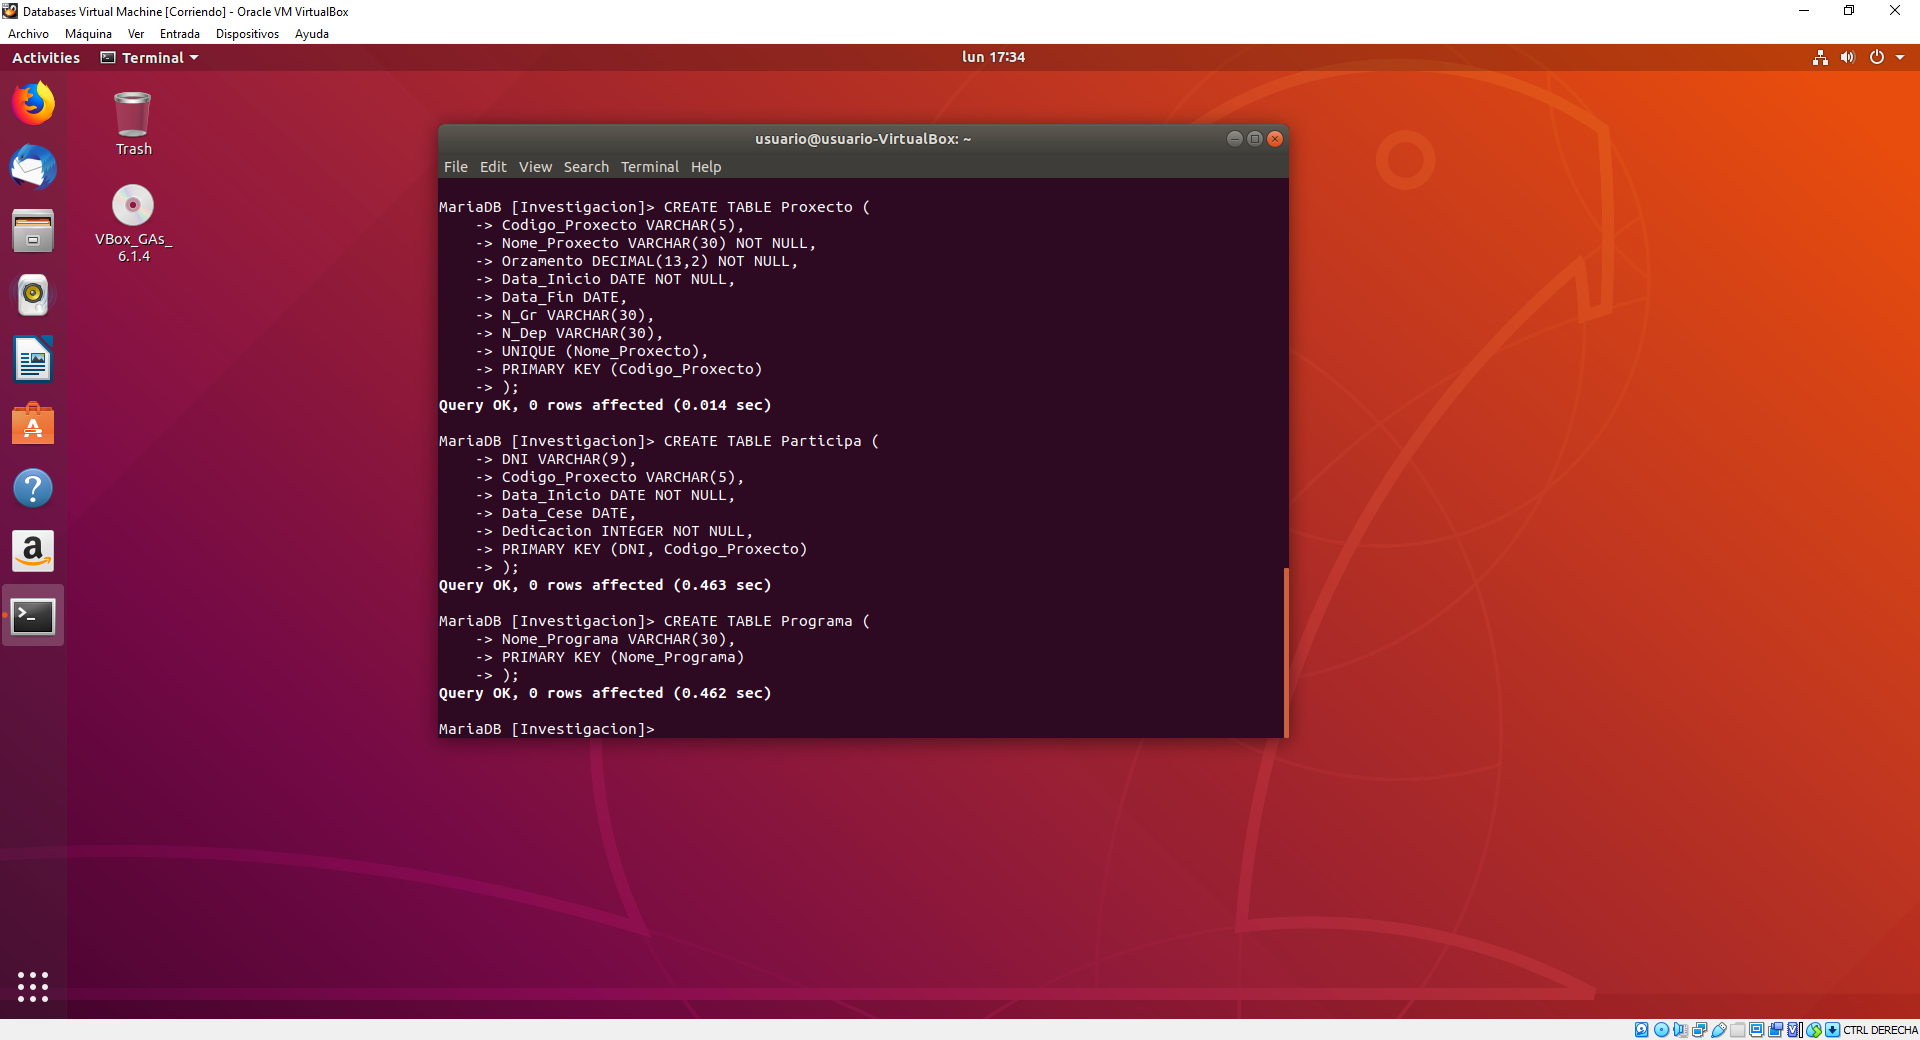 Databases Virtual Machine [Corriendo] - Oracle VM VirtualBox
Archivo Máquina Ver Entrada Dispositivos Ayuda
Activities Terminal lun 17:34
Trash
VBox_GAs_
6.1.4
usuario@usuario-VirtualBox: ~
File Edit View Search Terminal Help
MariaDB [Investigacion]> CREATE TABLE Proxecto (
    -> Codigo_Proxecto VARCHAR(5),
    -> Nome_Proxecto VARCHAR(30) NOT NULL,
    -> Orzamento DECIMAL(13,2) NOT NULL,
    -> Data_Inicio DATE NOT NULL,
    -> Data_Fin DATE,
    -> N_Gr VARCHAR(30),
    -> N_Dep VARCHAR(30),
    -> UNIQUE (Nome_Proxecto),
    -> PRIMARY KEY (Codigo_Proxecto)
    -> );
Query OK, 0 rows affected (0.014 sec)
MariaDB [Investigacion]> CREATE TABLE Participa (
    -> DNI VARCHAR(9),
    -> Codigo_Proxecto VARCHAR(5),
    -> Data_Inicio DATE NOT NULL,
    -> Data_Cese DATE,
    -> Dedicacion INTEGER NOT NULL,
    -> PRIMARY KEY (DNI, Codigo_Proxecto)
    -> );
Query OK, 0 rows affected (0.463 sec)
MariaDB [Investigacion]> CREATE TABLE Programa (
    -> Nome_Programa VARCHAR(30),
    -> PRIMARY KEY (Nome_Programa)
    -> );
Query OK, 0 rows affected (0.462 sec)
MariaDB [Investigacion]>
CTRL DERECHA